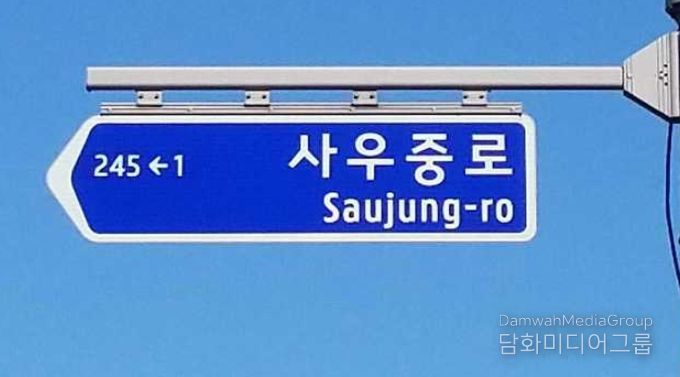 245 ←1
사우중로
Saujung-ro
DamwahMediaGroup
담화미디어그룹